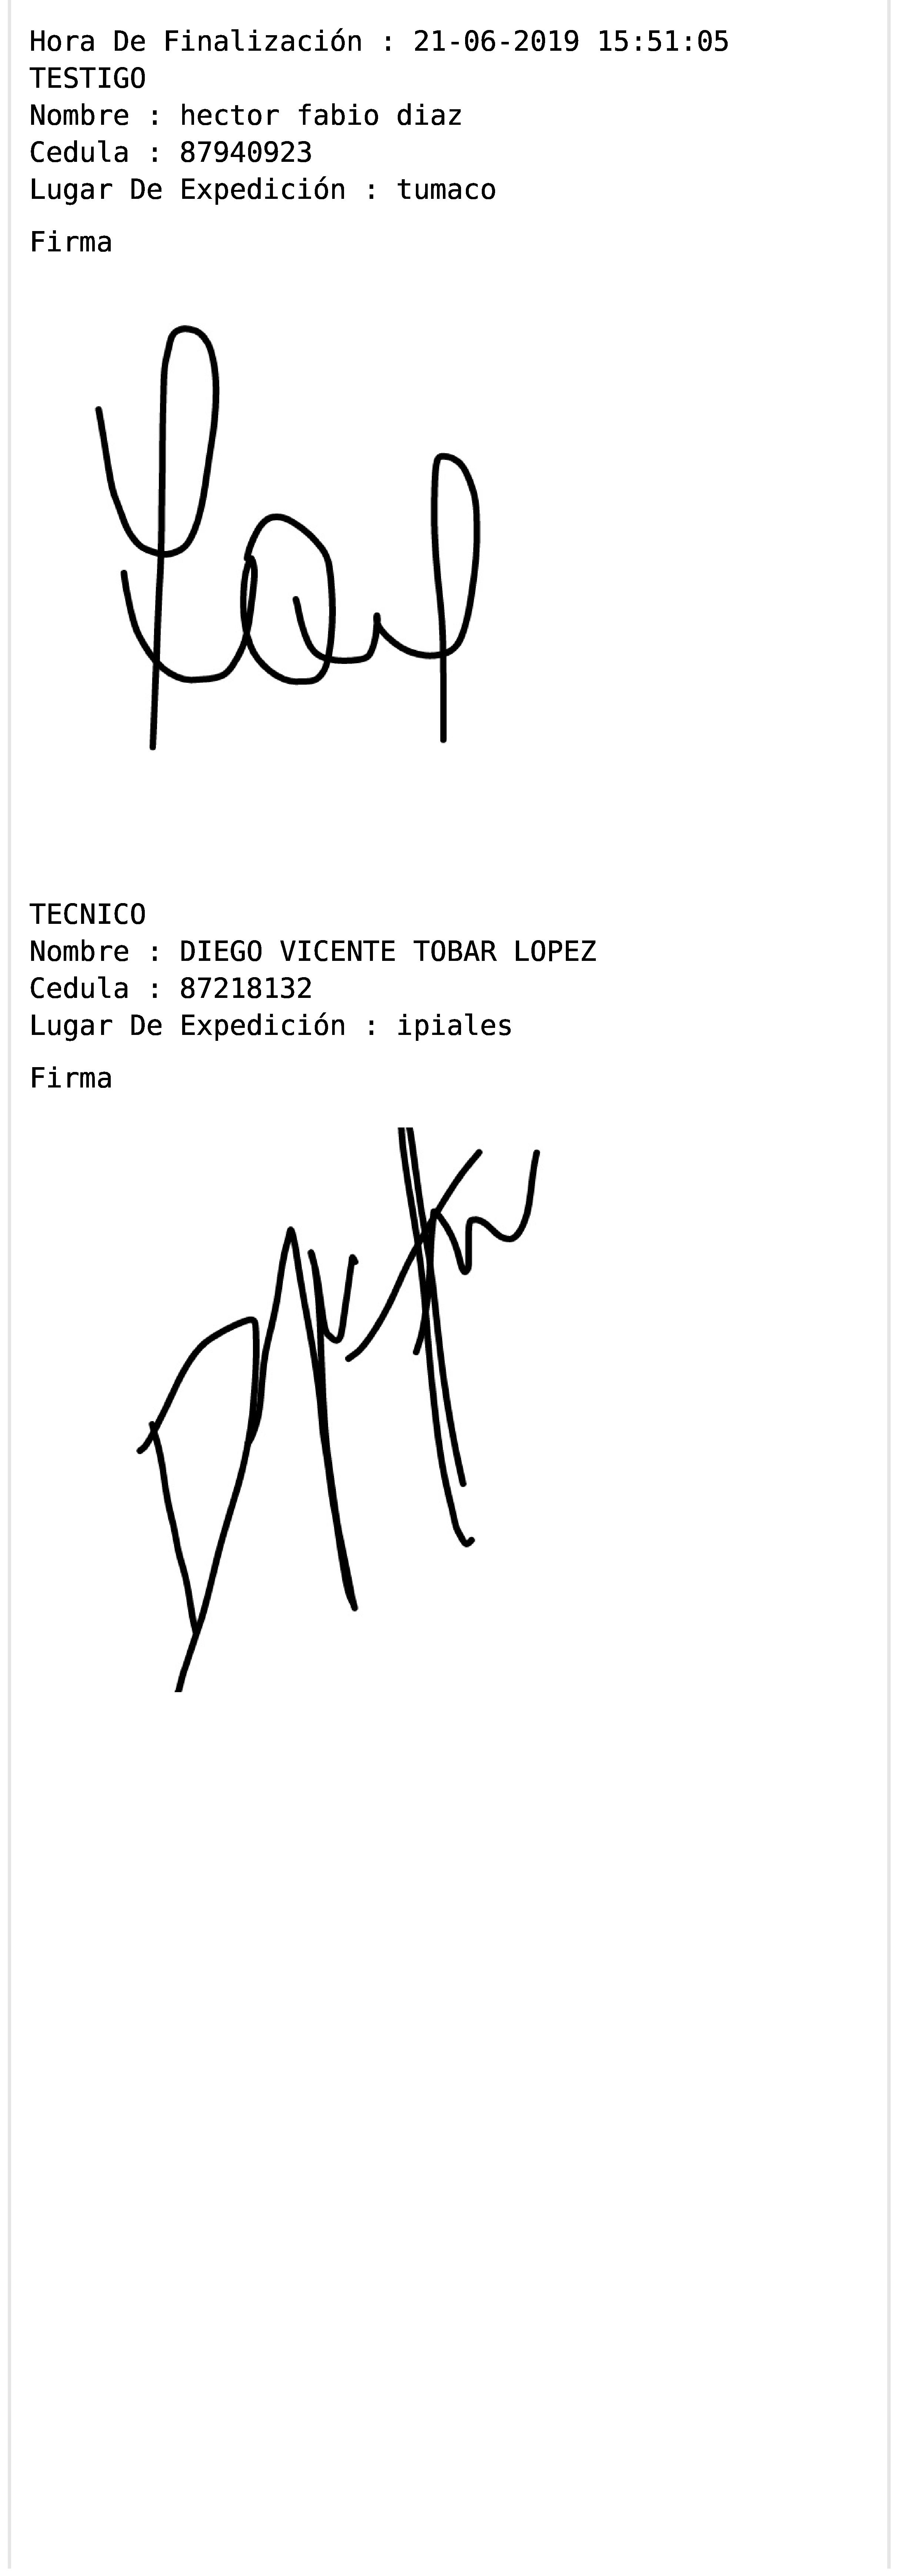 Hora De Finalización : 21-06-2019 15:51:05
TESTIGO
Nombre : hector fabio diaz
Cedula : 87940923
Lugar De Expedición : tumaco
Firma
TECNICO
Nombre : DIEGO VICENTE TOBAR LOPEZ
Cedula : 87218132
Lugar De Expedición : ipiales
Firma